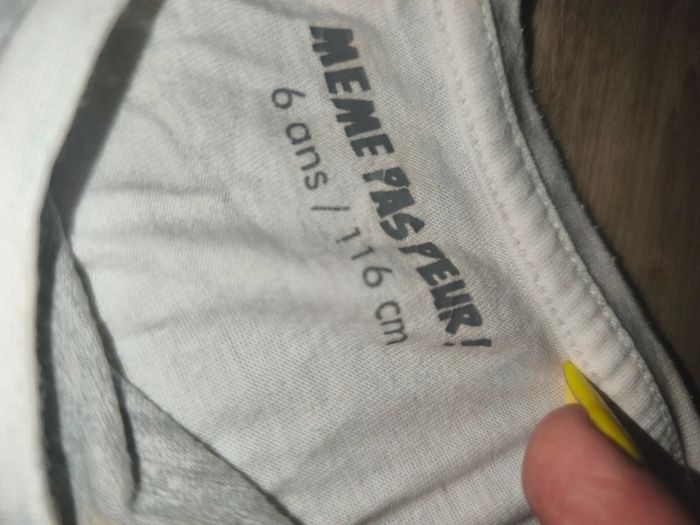 MEME PAS PEUR !
6 ans / 116 cm